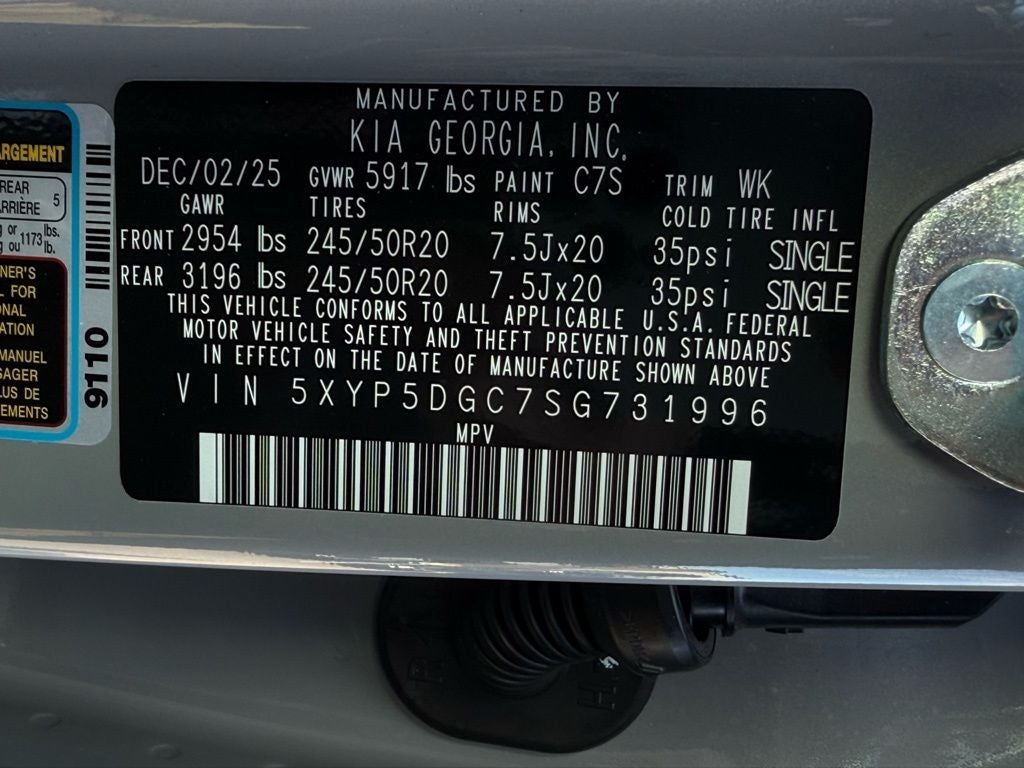 MANUFACTURED BY
KIA GEORGIA, INC.
DEC/02/25 GVWR 5917 lbs PAINT C7S TRIM WK
GAWR TIRES RIMS COLD TIRE INFL
FRONT 2954 lbs 245/50R20 7.5Jx20 35psi SINGLE
REAR 3196 lbs 245/50R20 7.5Jx20 35psi SINGLE
THIS VEHICLE CONFORMS TO ALL APPLICABLE U.S.A. FEDERAL
MOTOR VEHICLE SAFETY AND THEFT PREVENTION STANDARDS
IN EFFECT ON THE DATE OF MANUFACTURE SHOWN ABOVE
VIN 5XYP5DGC7SG731996
MPV
ARGEMENT
REAR 5
ARRIÈRE
g or 1173 lbs.
g ou lb.
NER'S
L FOR
ONAL
ATION
MANUEL
SAGER
LUS DE
EMENTS
9110